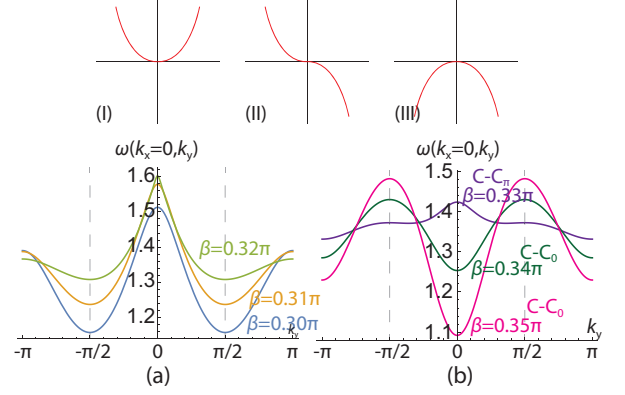 (I) (II) (III)
ω(kx=0,ky) ω(kx=0,ky)
1.6
1.5
1.4
1.3
1.2
β=0.32π
β=0.31π
β=0.30π
ky
-π -π/2 0 π/2 π
(a)
1.5
1.4
1.3
1.2
1.1
C-Cπ
β=0.33π
C-C0
β=0.34π
C-C0
β=0.35π
ky
-π -π/2 0 π/2 π
(b)